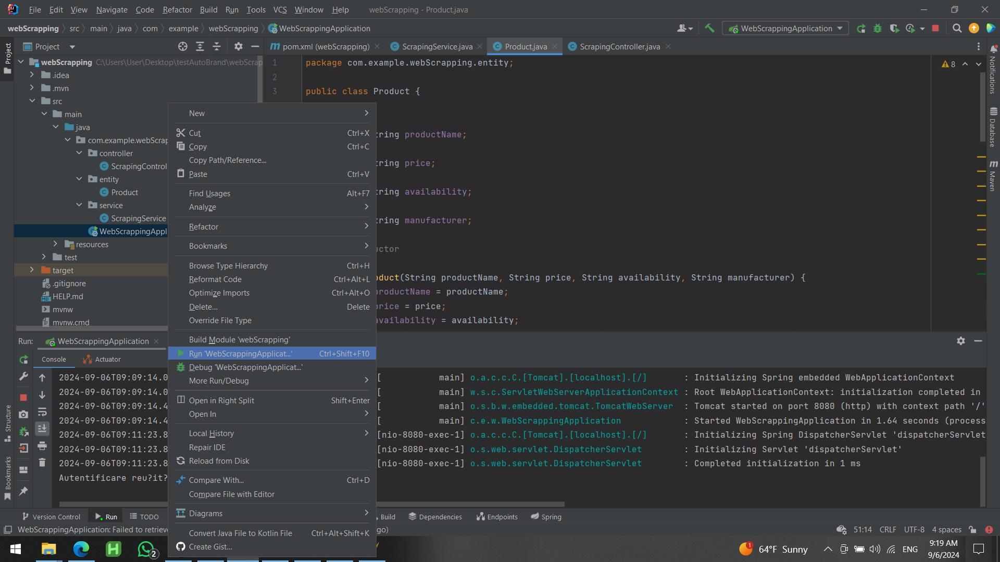 File Edit View Navigate Code Refactor Build Run Tools VCS Window Help webScrapping - Product.java
webScrapping src main java com example webScrapping WebScrappingApplication WebScrappingApplication
Project
pom.xml (webScrapping) ScrapingService.java Product.java ScrapingController.java
webScrapping C:\Users\User\Desktop\testAutoBrand\webScrap
.idea
.mvn
src
main
java
com.example.webScrap
controller
ScrapingControl
entity
Product
service
ScrapingService
WebScrappingAppl
resources
test
target
.gitignore
HELP.md
mvnw
mvnw.cmd
1 package com.example.webScrapping.entity;
2
3 public class Product {
tring productName;
tring price;
tring availability;
tring manufacturer;
uctor
oduct(String productName, String price, String availability, String manufacturer) {
roductName = productName;
rice = price;
vailability = availability;
8
New
Cut Ctrl+X
Copy Ctrl+C
Copy Path/Reference...
Paste Ctrl+V
Find Usages Alt+F7
Analyze
Refactor
Bookmarks
Browse Type Hierarchy Ctrl+H
Reformat Code Ctrl+Alt+L
Optimize Imports Ctrl+Alt+O
Delete... Delete
Override File Type
Build Module 'webScrapping'
Run 'WebScrappingApplicat...' Ctrl+Shift+F10
Debug 'WebScrappingApplicat...'
More Run/Debug
Open in Right Split Shift+Enter
Open In
Local History
Repair IDE
Reload from Disk
Compare With... Ctrl+D
Compare File with Editor
Diagrams
Convert Java File to Kotlin File Ctrl+Alt+Shift+K
Create Gist...
Run: WebScrappingApplication
Console Actuator
2024-09-06T09:09:14.0 [ main] o.a.c.c.C.[Tomcat].[localhost].[/] : Initializing Spring embedded WebApplicationContext
2024-09-06T09:09:14.0 [ main] w.s.c.ServletWebServerApplicationContext : Root WebApplicationContext: initialization completed in
2024-09-06T09:09:14.4 [ main] o.s.b.w.embedded.tomcat.TomcatWebServer : Tomcat started on port 8080 (http) with context path '/'
2024-09-06T09:09:14.4 [ main] c.e.w.WebScrappingApplication : Started WebScrappingApplication in 1.64 seconds (process
2024-09-06T09:11:23.8 [nio-8080-exec-1] o.a.c.c.C.[Tomcat].[localhost].[/] : Initializing Spring DispatcherServlet 'dispatcherServlet
2024-09-06T09:11:23.8 [nio-8080-exec-1] o.s.web.servlet.DispatcherServlet : Initializing Servlet 'dispatcherServlet'
2024-09-06T09:11:23.8 [nio-8080-exec-1] o.s.web.servlet.DispatcherServlet : Completed initialization in 1 ms
Autentificare reu?it?
Project
Structure
Bookmarks
Notifications
Database
Maven
Version Control Run TODO Build Dependencies Endpoints Spring
WebScrappingApplication: Failed to retrieve go) 51:14 CRLF UTF-8 4 spaces
2
1 64°F Sunny ENG
9:19 AM
9/6/2024